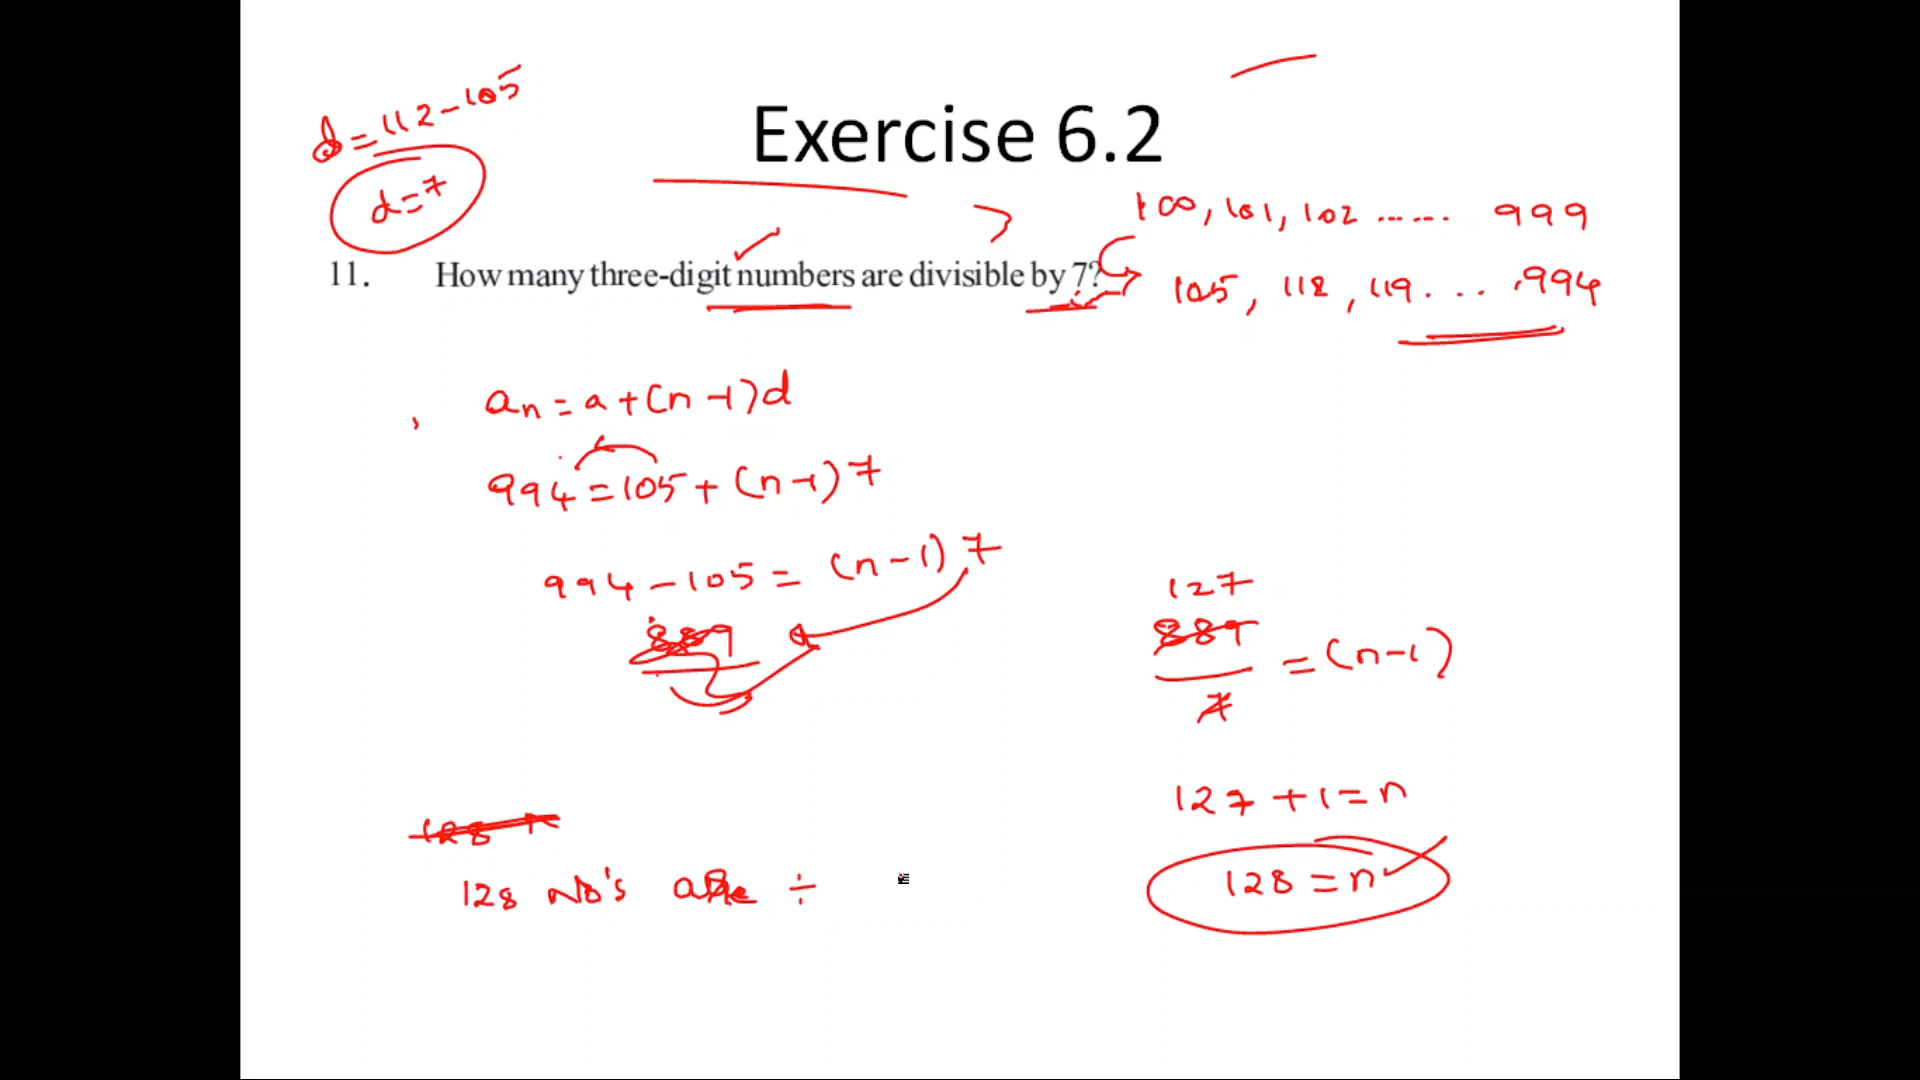 d=112-105
Exercise 6.2
d=7
100, 101, 102 ...... 999
11. How many three-digit numbers are divisible by 7?
105, 112, 119. ... .994
an=a+(n-1)d
994=105+(n-1)7
994-105=(n-1)7
889
127
889/7=(n-1)
127+1=n
128=n
128 No's are ÷